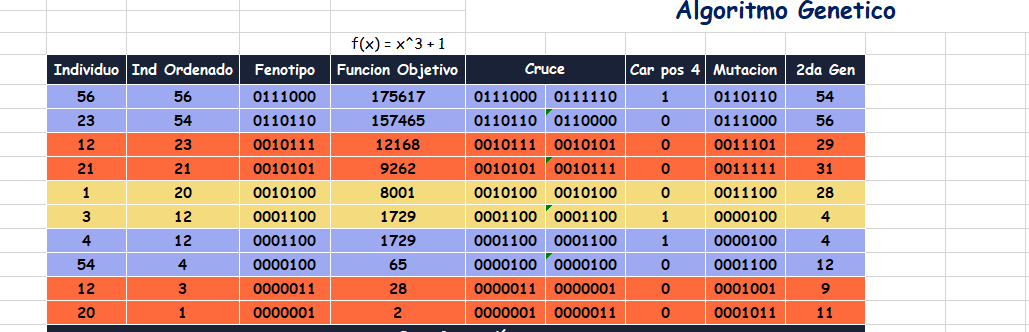 Algoritmo Genetico
f(x) = x^3 + 1
Individuo Ind Ordenado Fenotipo Funcion Objetivo Cruce Car pos 4 Mutacion 2da Gen
56 56 0111000 175617 0111000 0111110 1 0110110 54
23 54 0110110 157465 0110110 0110000 0 0111000 56
12 23 0010111 12168 0010111 0010101 0 0011101 29
21 21 0010101 9262 0010101 0010111 0 0011111 31
1 20 0010100 8001 0010100 0010100 0 0011100 28
3 12 0001100 1729 0001100 0001100 1 0000100 4
4 12 0001100 1729 0001100 0001100 1 0000100 4
54 4 0000100 65 0000100 0000100 0 0001100 12
12 3 0000011 28 0000011 0000001 0 0001001 9
20 1 0000001 2 0000001 0000011 0 0001011 11